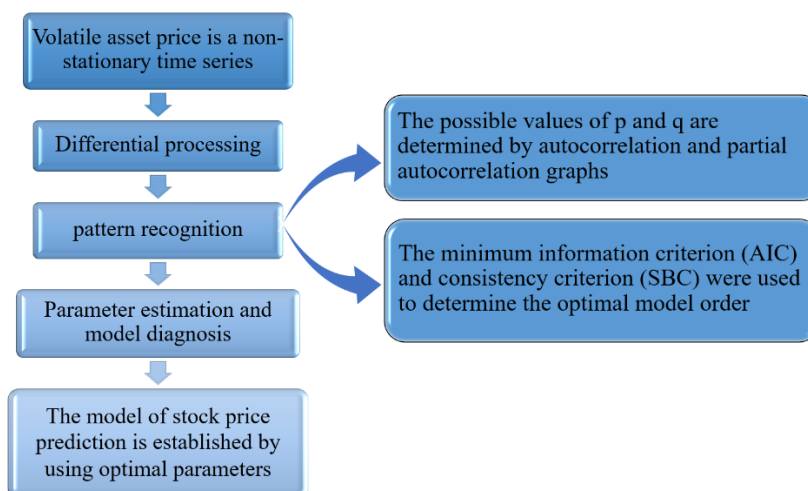 Volatile asset price is a non-
stationary time series
Differential processing
pattern recognition
Parameter estimation and
model diagnosis
The model of stock price
prediction is established by
using optimal parameters
The possible values of p and q are
determined by autocorrelation and partial
autocorrelation graphs
The minimum information criterion (AIC)
and consistency criterion (SBC) were used
to determine the optimal model order